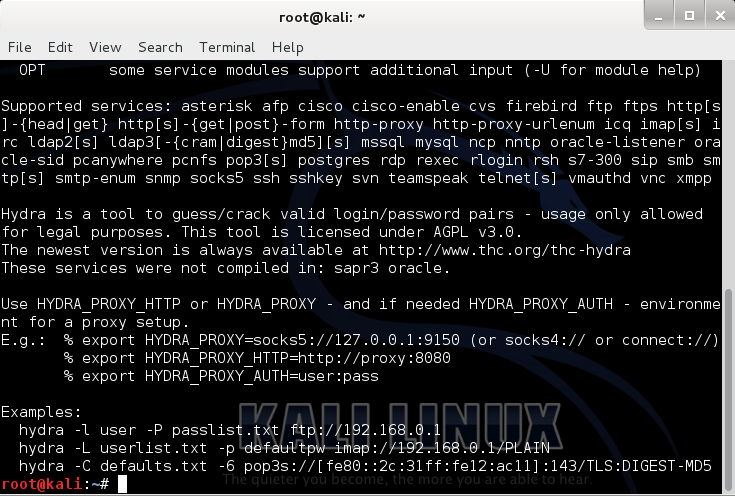 root@kali: ~
File Edit View Search Terminal Help
OPT some service modules support additional input (-U for module help)
Supported services: asterisk afp cisco cisco-enable cvs firebird ftp ftps http[s
]-{head|get} http[s]-{get|post}-form http-proxy http-proxy-urlenum icq imap[s] i
rc ldap2[s] ldap3[-{cram|digest}md5][s] mssql mysql ncp nntp oracle-listener ora
cle-sid pcanywhere pcnfs pop3[s] postgres rdp rexec rlogin rsh s7-300 sip smb sm
tp[s] smtp-enum snmp socks5 ssh sshkey svn teamspeak telnet[s] vmauthd vnc xmpp
Hydra is a tool to guess/crack valid login/password pairs - usage only allowed
for legal purposes. This tool is licensed under AGPL v3.0.
The newest version is always available at http://www.thc.org/thc-hydra
These services were not compiled in: sapr3 oracle.
Use HYDRA_PROXY_HTTP or HYDRA_PROXY - and if needed HYDRA_PROXY_AUTH - environme
nt for a proxy setup.
E.g.: % export HYDRA_PROXY=socks5://127.0.0.1:9150 (or socks4:// or connect://)
% export HYDRA_PROXY_HTTP=http://proxy:8080
% export HYDRA_PROXY_AUTH=user:pass
Examples:
hydra -l user -P passlist.txt ftp://192.168.0.1
hydra -L userlist.txt -p defaultpw imap://192.168.0.1/PLAIN
hydra -C defaults.txt -6 pop3s://[fe80::2c:31ff:fe12:ac11]:143/TLS:DIGEST-MD5
root@kali:~#
KALI LINUX
The quieter you become, the more you are able to hear.